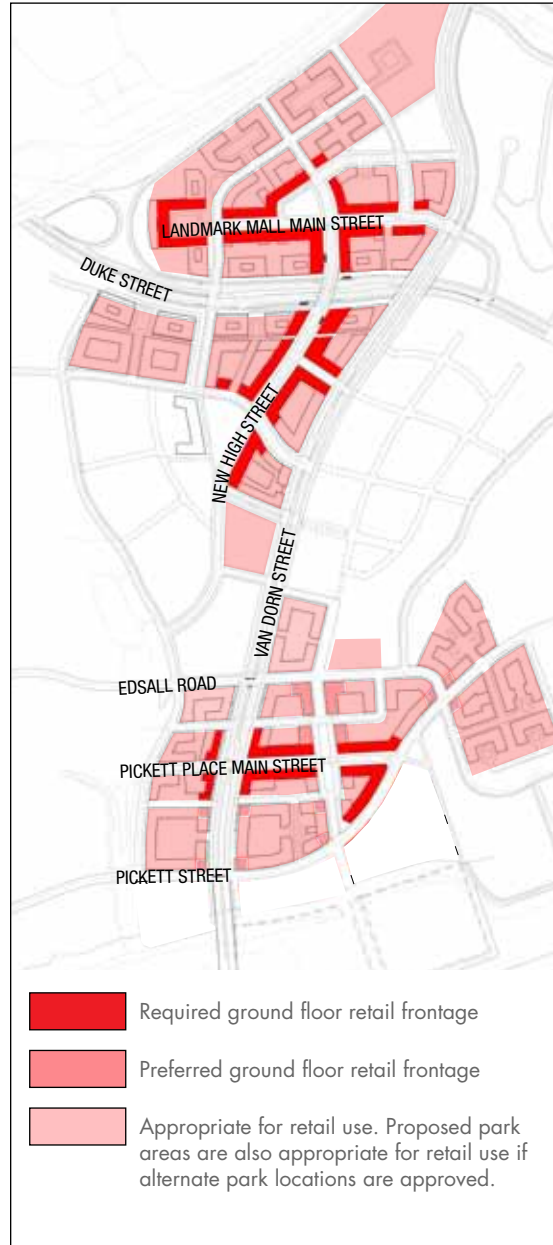 LANDMARK MALL MAIN STREET
DUKE STREET
NEW HIGH STREET
VAN DORN STREET
EDSALL ROAD
PICKETT PLACE MAIN STREET
PICKETT STREET
Required ground floor retail frontage
Preferred ground floor retail frontage
Appropriate for retail use. Proposed park
areas are also appropriate for retail use if
alternate park locations are approved.